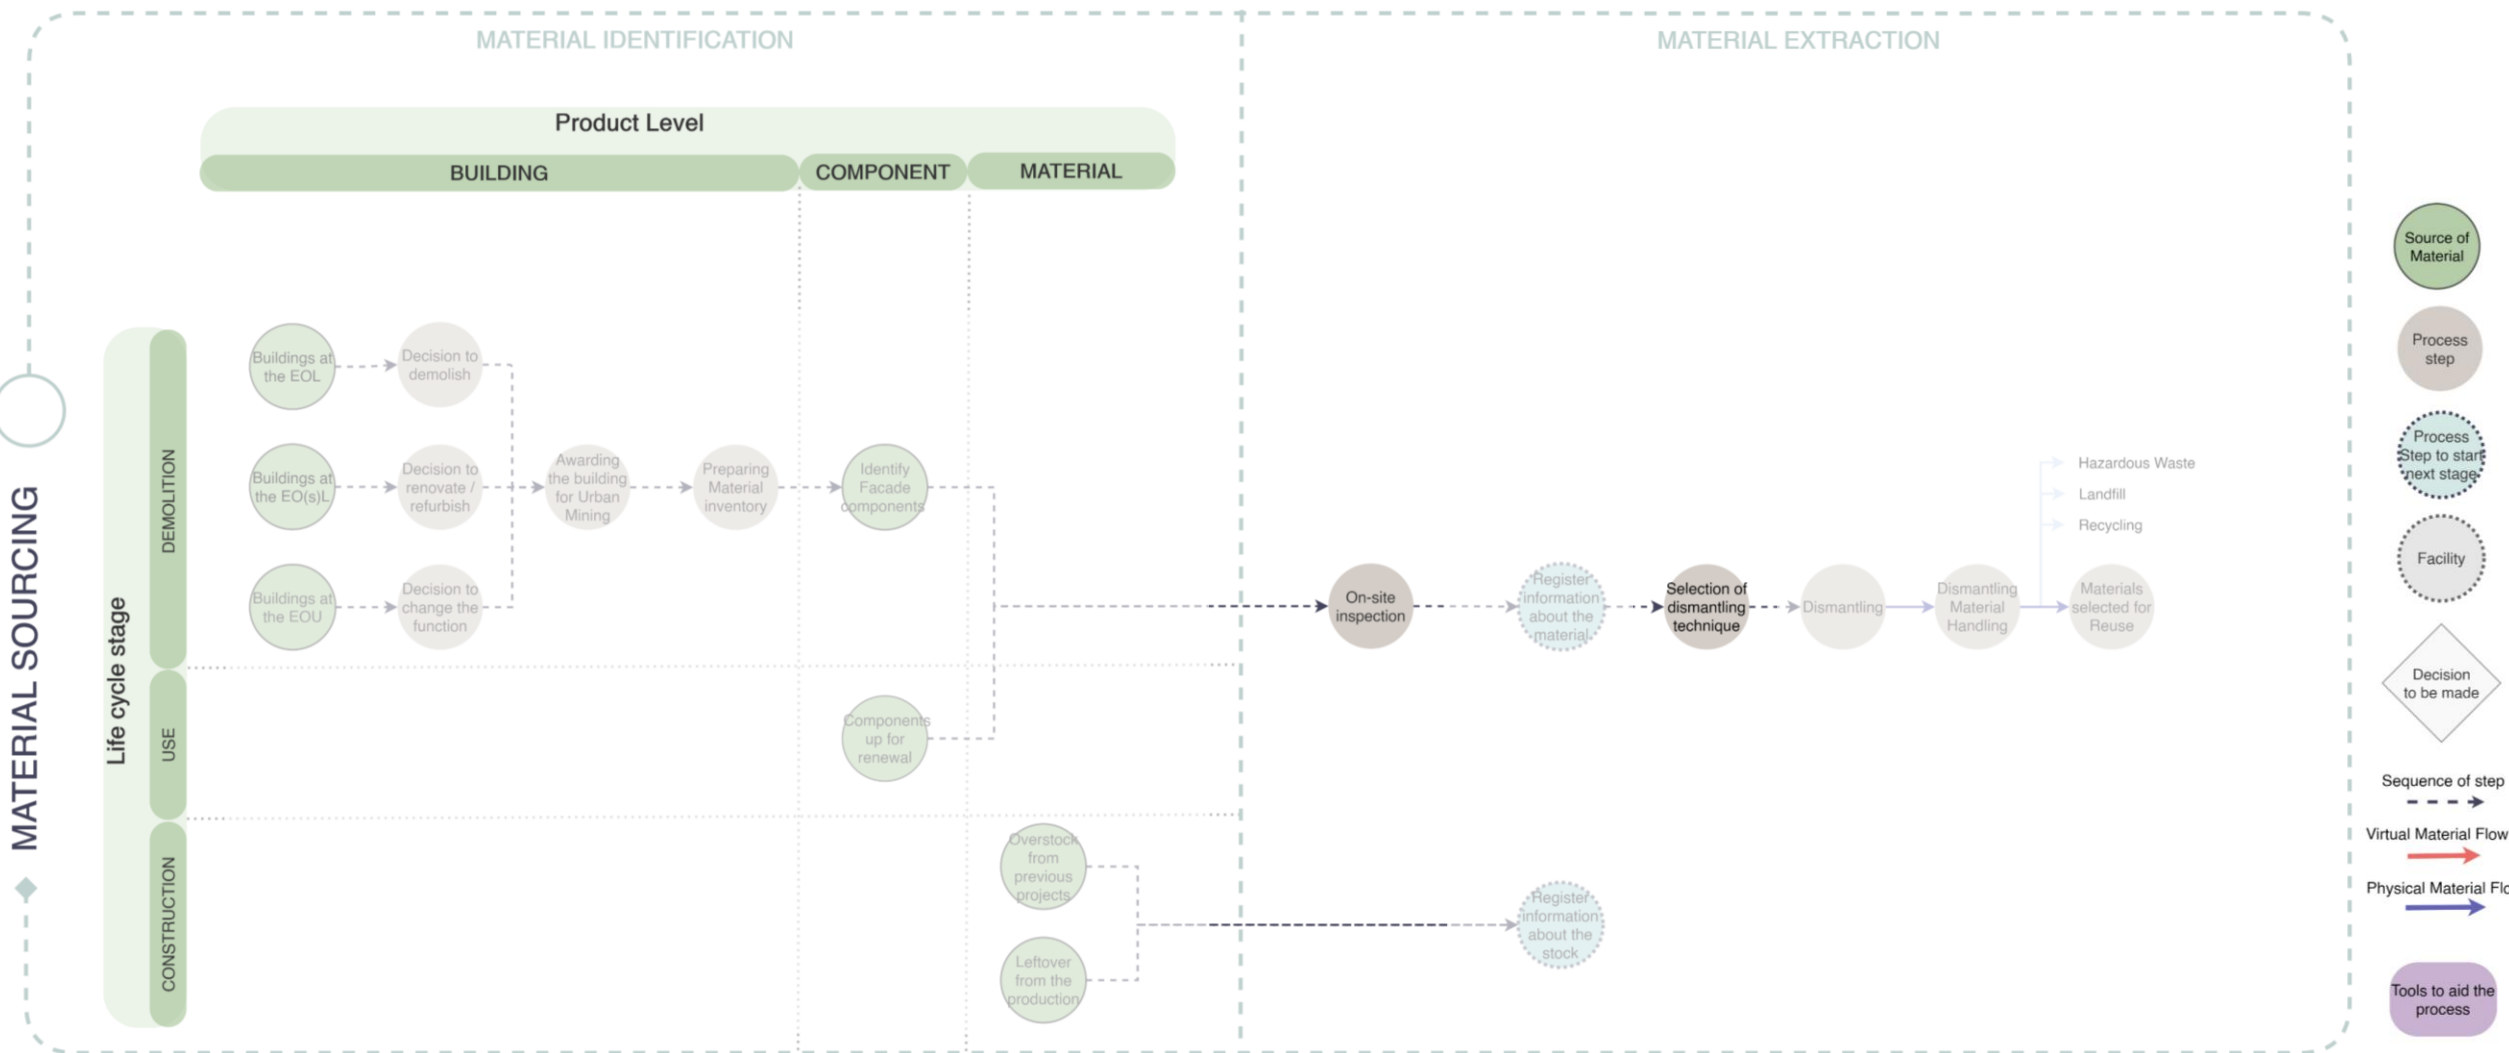 MATERIAL IDENTIFICATION
MATERIAL EXTRACTION
Product Level
BUILDING
COMPONENT
MATERIAL
MATERIAL SOURCING
Life cycle stage
DEMOLITION
USE
CONSTRUCTION
Buildings at
the EOL
Decision to
demolish
Buildings at
the EO(s)L
Decision to
renovate /
refurbish
Awarding
the building
for Urban
Mining
Preparing
Material
inventory
Identify
Facade
components
Buildings at
the EOU
Decision to
change the
function
Components
up for
renewal
Overstock
from
previous
projects
Leftover
from the
production
On-site
inspection
Register
information
about the
material
Selection of
dismantling
technique
Dismantling
Dismantling
Material
Handling
Materials
selected for
Reuse
Hazardous Waste
Landfill
Recycling
Register
information
about the
stock
Source of
Material
Process
step
Process
Step to start
next stage
Facility
Decision
to be made
Sequence of step
Virtual Material Flow
Physical Material Flo
Tools to aid the
process